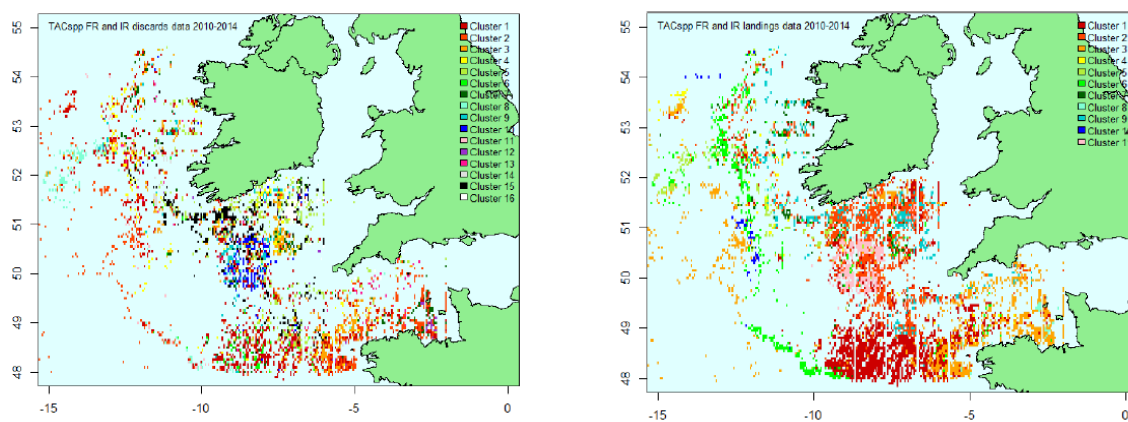 TACspp FR and IR discards data 2010-2014
Cluster 1
Cluster 2
Cluster 3
Cluster 4
Cluster 5
Cluster 6
Cluster 8
Cluster 9
Cluster 11
Cluster 12
Cluster 13
Cluster 14
Cluster 15
Cluster 16
55
54
53
52
51
50
49
48
-15
-10
-5
0
TACspp FR and IR landings data 2010-2014
Cluster 1
Cluster 2
Cluster 3
Cluster 4
Cluster 6
Cluster 8
Cluster 9
Cluster 1
Cluster 1
55
54
53
52
51
50
49
48
-15
-10
-5
0